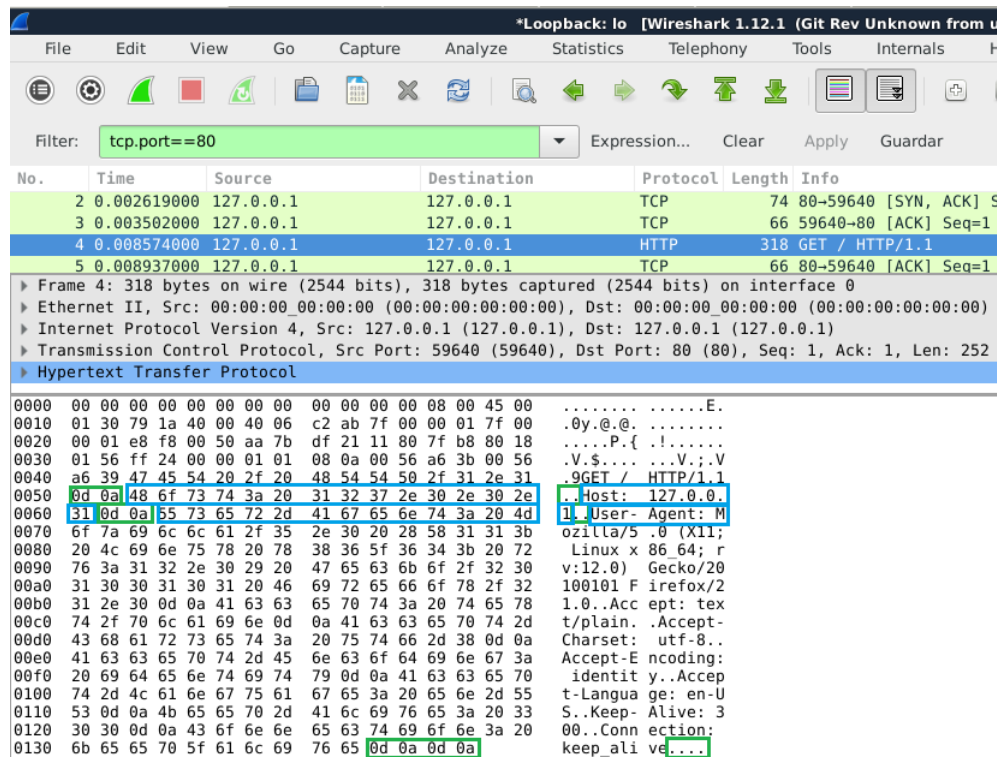 *Loopback: lo [Wireshark 1.12.1 (Git Rev Unknown from u
File Edit View Go Capture Analyze Statistics Telephony Tools Internals H
Filter: tcp.port==80 Expression... Clear Apply Guardar
No. Time Source Destination Protocol Length Info
2 0.002619000 127.0.0.1 127.0.0.1 TCP 74 80→59640 [SYN, ACK] S
3 0.003502000 127.0.0.1 127.0.0.1 TCP 66 59640→80 [ACK] Seq=1
4 0.008574000 127.0.0.1 127.0.0.1 HTTP 318 GET / HTTP/1.1
5 0.008937000 127.0.0.1 127.0.0.1 TCP 66 80→59640 [ACK] Seq=1
Frame 4: 318 bytes on wire (2544 bits), 318 bytes captured (2544 bits) on interface 0
Ethernet II, Src: 00:00:00_00:00:00 (00:00:00:00:00:00), Dst: 00:00:00_00:00:00 (00:00:00:00:00:00)
Internet Protocol Version 4, Src: 127.0.0.1 (127.0.0.1), Dst: 127.0.0.1 (127.0.0.1)
Transmission Control Protocol, Src Port: 59640 (59640), Dst Port: 80 (80), Seq: 1, Ack: 1, Len: 252
Hypertext Transfer Protocol
0000 00 00 00 00 00 00 00 00 00 00 00 00 08 00 45 00 ........ ......E.
0010 01 30 79 1a 40 00 40 06 c2 ab 7f 00 00 01 7f 00 .0y.@.@. ........
0020 00 01 e8 f8 00 50 aa 7b df 21 11 80 7f b8 80 18 .....P.{ .!......
0030 01 56 ff 24 00 00 01 01 08 0a 00 56 a6 3b 00 56 .V.$.... ...V.;.V
0040 a6 39 47 45 54 20 2f 20 48 54 54 50 2f 31 2e 31 .9GET / HTTP/1.1
0050 0d 0a 48 6f 73 74 3a 20 31 32 37 2e 30 2e 30 2e ..Host: 127.0.0.
0060 31 0d 0a 55 73 65 72 2d 41 67 65 6e 74 3a 20 4d 1..User- Agent: M
0070 6f 7a 69 6c 6c 61 2f 35 2e 30 20 28 58 31 31 3b ozilla/5 .0 (X11;
0080 20 4c 69 6e 75 78 20 78 38 36 5f 36 34 3b 20 72 Linux x 86_64; r
0090 76 3a 31 32 2e 30 29 20 47 65 63 6b 6f 2f 32 30 v:12.0) Gecko/20
00a0 31 30 30 31 30 31 20 46 69 72 65 66 6f 78 2f 32 100101 F irefox/2
00b0 31 2e 30 0d 0a 41 63 63 65 70 74 3a 20 74 65 78 1.0..Acc ept: tex
00c0 74 2f 70 6c 61 69 6e 0d 0a 41 63 63 65 70 74 2d t/plain. .Accept-
00d0 43 68 61 72 73 65 74 3a 20 75 74 66 2d 38 0d 0a Charset: utf-8..
00e0 41 63 63 65 70 74 2d 45 6e 63 6f 64 69 6e 67 3a Accept-E ncoding:
00f0 20 69 64 65 6e 74 69 74 79 0d 0a 41 63 63 65 70 identit y..Accep
0100 74 2d 4c 61 6e 67 75 61 67 65 3a 20 65 6e 2d 55 t-Langua ge: en-U
0110 53 0d 0a 4b 65 65 70 2d 41 6c 69 76 65 3a 20 33 S..Keep- Alive: 3
0120 30 30 0d 0a 43 6f 6e 6e 65 63 74 69 6f 6e 3a 20 00..Conn ection:
0130 6b 65 65 70 5f 61 6c 69 76 65 0d 0a 0d 0a keep_ali ve....